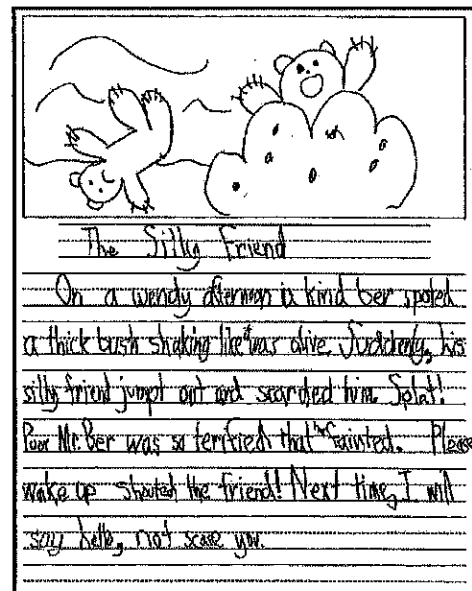 The Silly Friend
On a wendy afternoon a kind ber spoted
a thick bush shaking like it was alive. Suddenly, his
silly friend jumpt out and scarded him. Splat!
Poor Mr. Ber was so terrified that he fainted. Please
wake up shouted the friend! Next time, I will
say hello, not scare you.